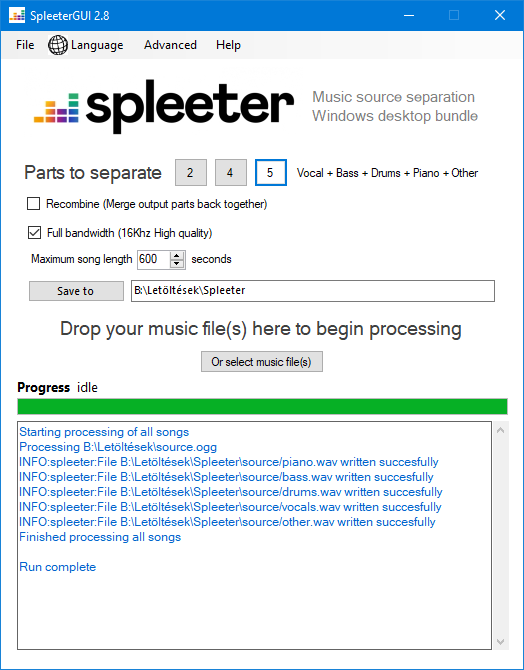 SpleeterGUI 2.8
File Language Advanced Help
spleeter
Music source separation
Windows desktop bundle
Parts to separate 2 4 5 Vocal + Bass + Drums + Piano + Other
Recombine (Merge output parts back together)
Full bandwidth (16Khz High quality)
Maximum song length 600 seconds
Save to B:\Letöltések\Spleeter
Drop your music file(s) here to begin processing
Or select music file(s)
Progress idle
Starting processing of all songs
Processing B:\Letöltések\source.ogg
INFO:spleeter:File B:\Letöltések\Spleeter\source/piano.wav written succesfully
INFO:spleeter:File B:\Letöltések\Spleeter\source/bass.wav written succesfully
INFO:spleeter:File B:\Letöltések\Spleeter\source/drums.wav written succesfully
INFO:spleeter:File B:\Letöltések\Spleeter\source/vocals.wav written succesfully
INFO:spleeter:File B:\Letöltések\Spleeter\source/other.wav written succesfully
Finished processing all songs
Run complete